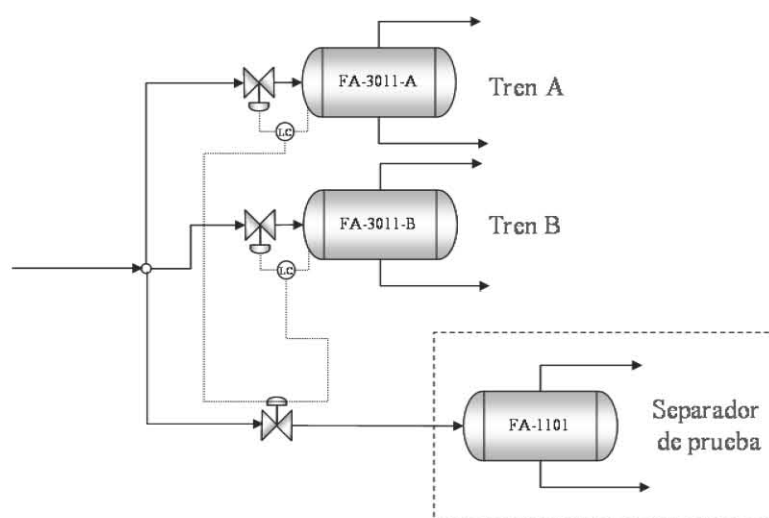 FA-3011-A
Tren A
LC
FA-3011-B
Tren B
LC
FA-1101
Separador
de prueba